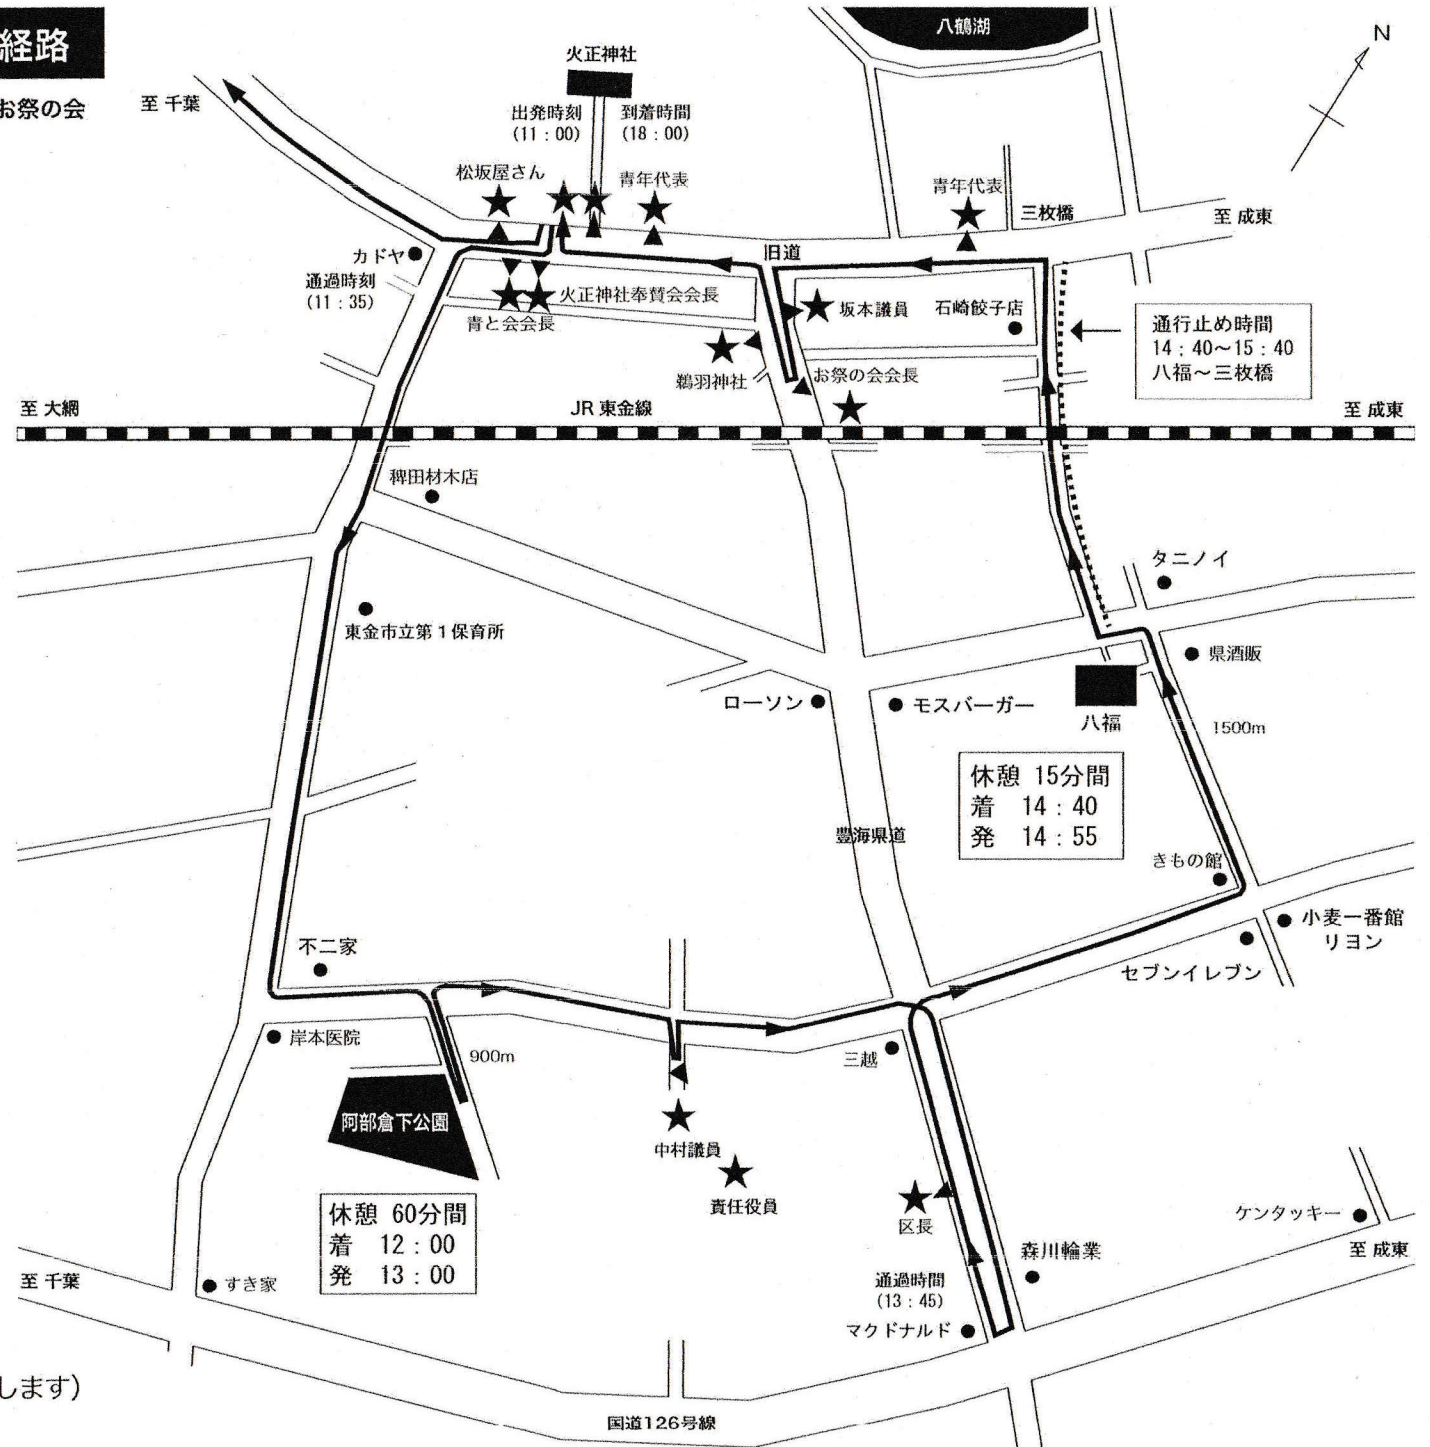 経路
お祭の会
八鶴湖
N
火正神社
至 千葉
出発時刻
(11:00)
到着時間
(18:00)
松坂屋さん
青年代表
青年代表
三枚橋
至 成東
カドヤ
旧道
通過時刻
(11:35)
火正神社奉賛会会長
青と会会長
坂本議員
石崎餃子店
通行止め時間
14:40~15:40
八福~三枚橋
鵜羽神社
お祭の会会長
至 大網
JR 東金線
至 成東
稗田材木店
タニノイ
東金市立第1保育所
県酒販
ローソン
モスバーガー
八福
1500m
休憩 15分間
着 14:40
発 14:55
豊海県道
きもの館
小麦一番館
リヨン
セブンイレブン
不二家
岸本医院
900m
三越
阿部倉下公園
中村議員
責任役員
休憩 60分間
着 12:00
発 13:00
区長
ケンタッキー
至 成東
森川輪業
至 千葉
すき家
通過時間
(13:45)
マクドナルド
します)
国道126号線